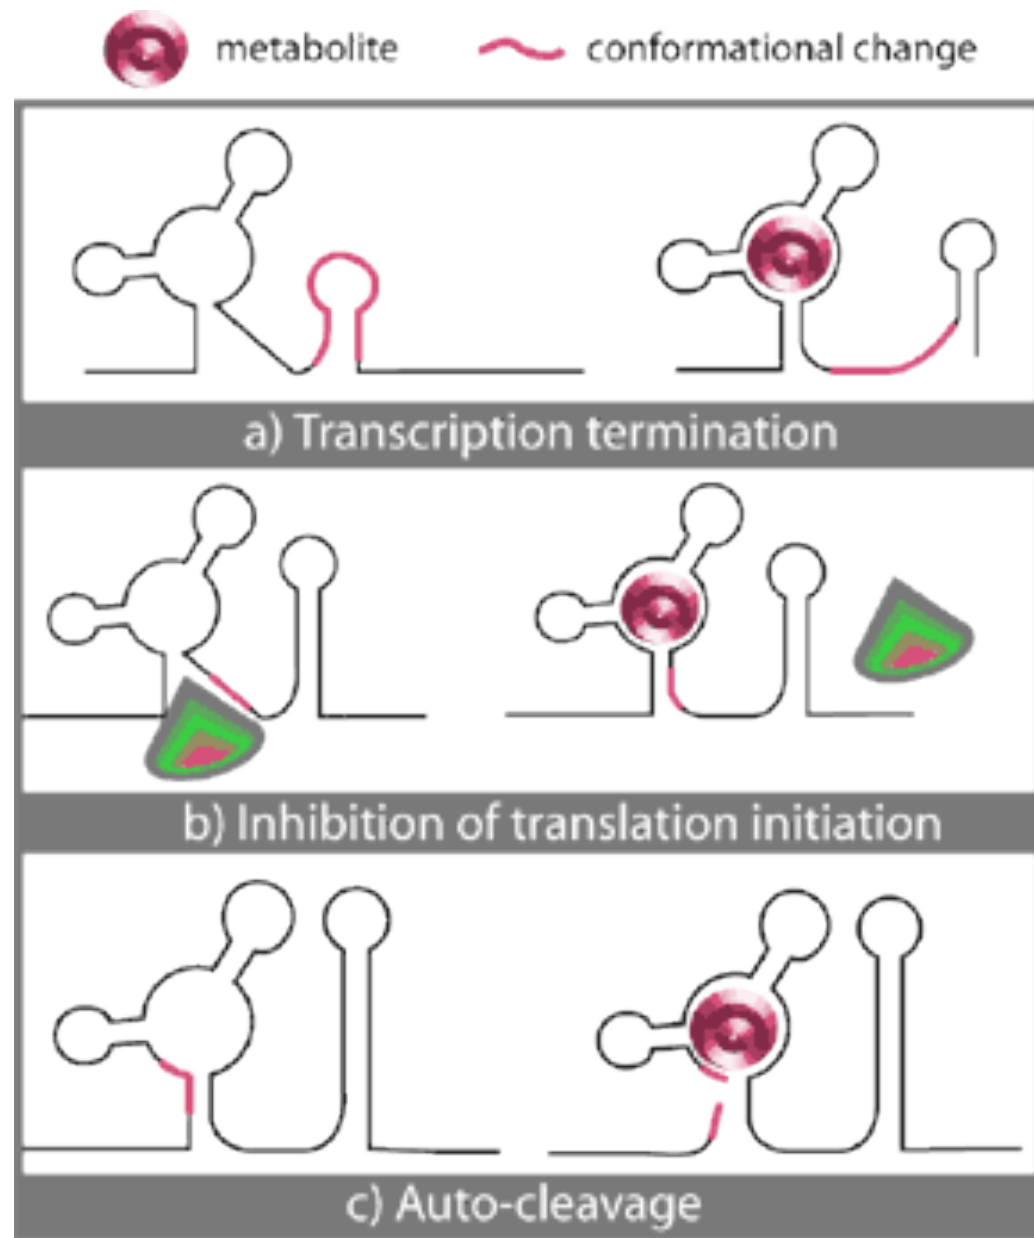 metabolite conformational change
a) Transcription termination
b) Inhibition of translation initiation
c) Auto-cleavage